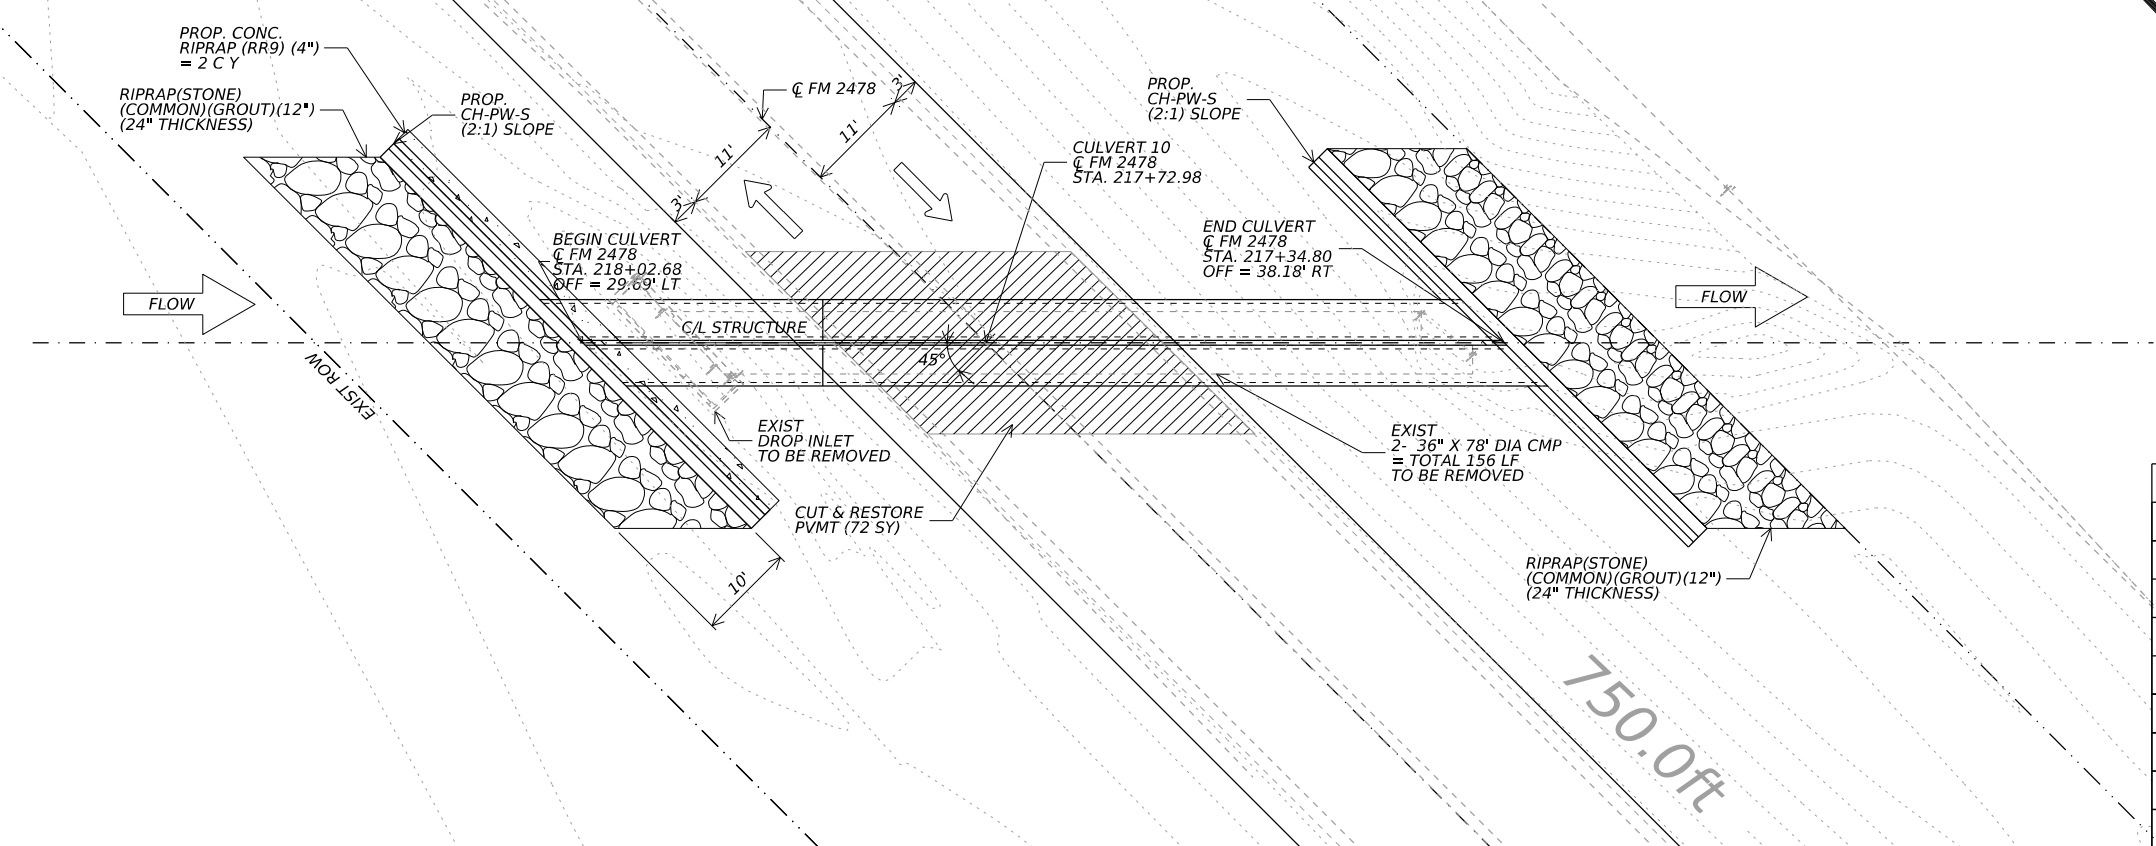 PROP. CONC.
RIPRAP (RR9) (4")
= 2 C Y
RIPRAP(STONE)
(COMMON)(GROUT)(12")
(24" THICKNESS)
PROP.
CH-PW-S
(2:1) SLOPE
℄ FM 2478
3'
11'
11'
3'
PROP.
CH-PW-S
(2:1) SLOPE
CULVERT 10
℄ FM 2478
STA. 217+72.98
BEGIN CULVERT
℄ FM 2478
STA. 218+02.68
OFF = 29.69' LT
END CULVERT
℄ FM 2478
STA. 217+34.80
OFF = 38.18' RT
FLOW
FLOW
C/L STRUCTURE
45°
EXIST ROW
EXIST
DROP INLET
TO BE REMOVED
EXIST
2- 36" X 78' DIA CMP
= TOTAL 156 LF
TO BE REMOVED
CUT & RESTORE
PVMT (72 SY)
10'
RIPRAP(STONE)
(COMMON)(GROUT)(12")
(24" THICKNESS)
750.0ft